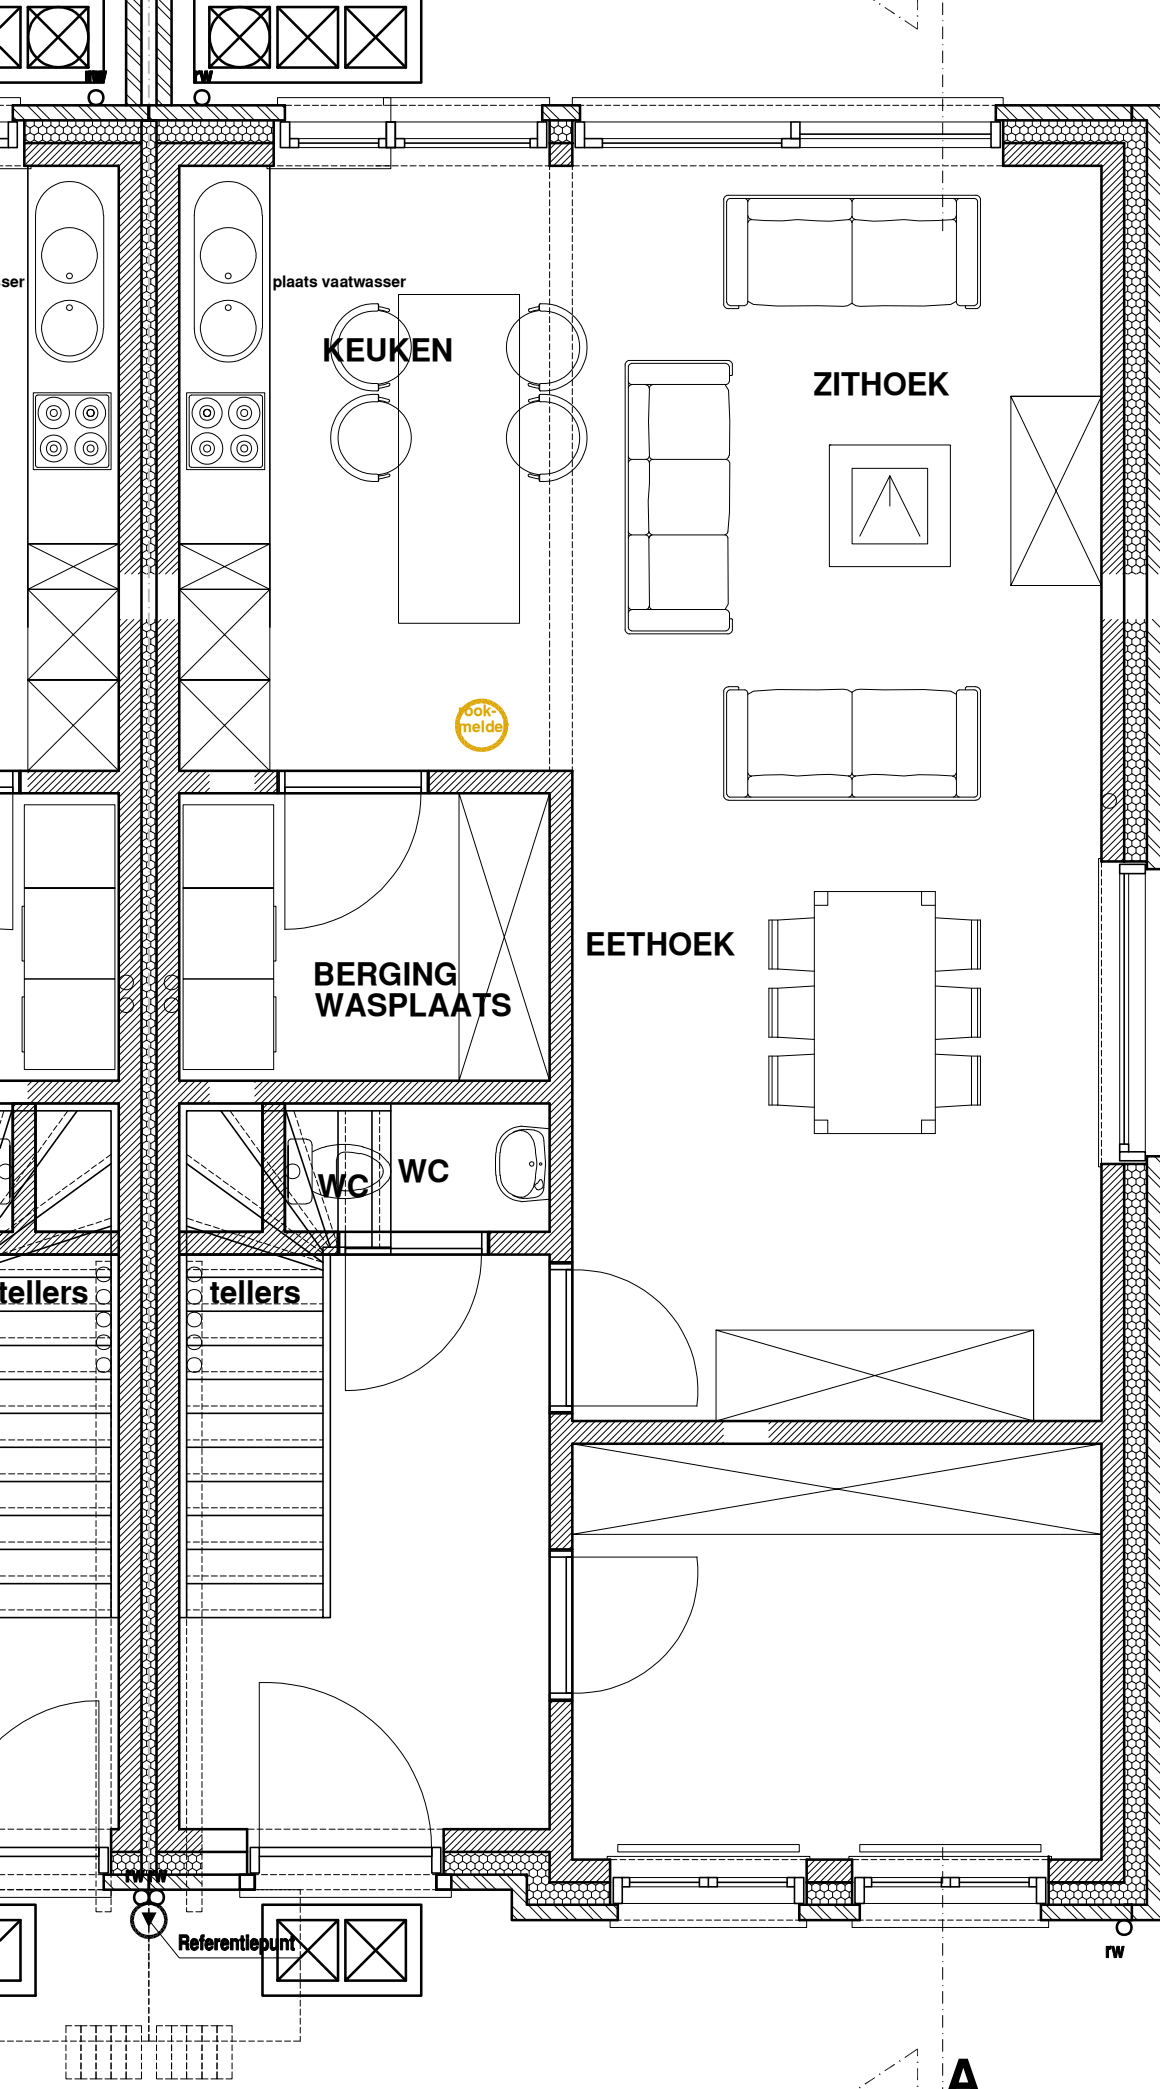 rw
rw
ser
plaats vaatwasser
KEUKEN
ZITHOEK
rook-
melder
EETHOEK
BERGING
WASPLAATS
WC
WC
tellers
tellers
rw rw
Referentiepunt
rw
A